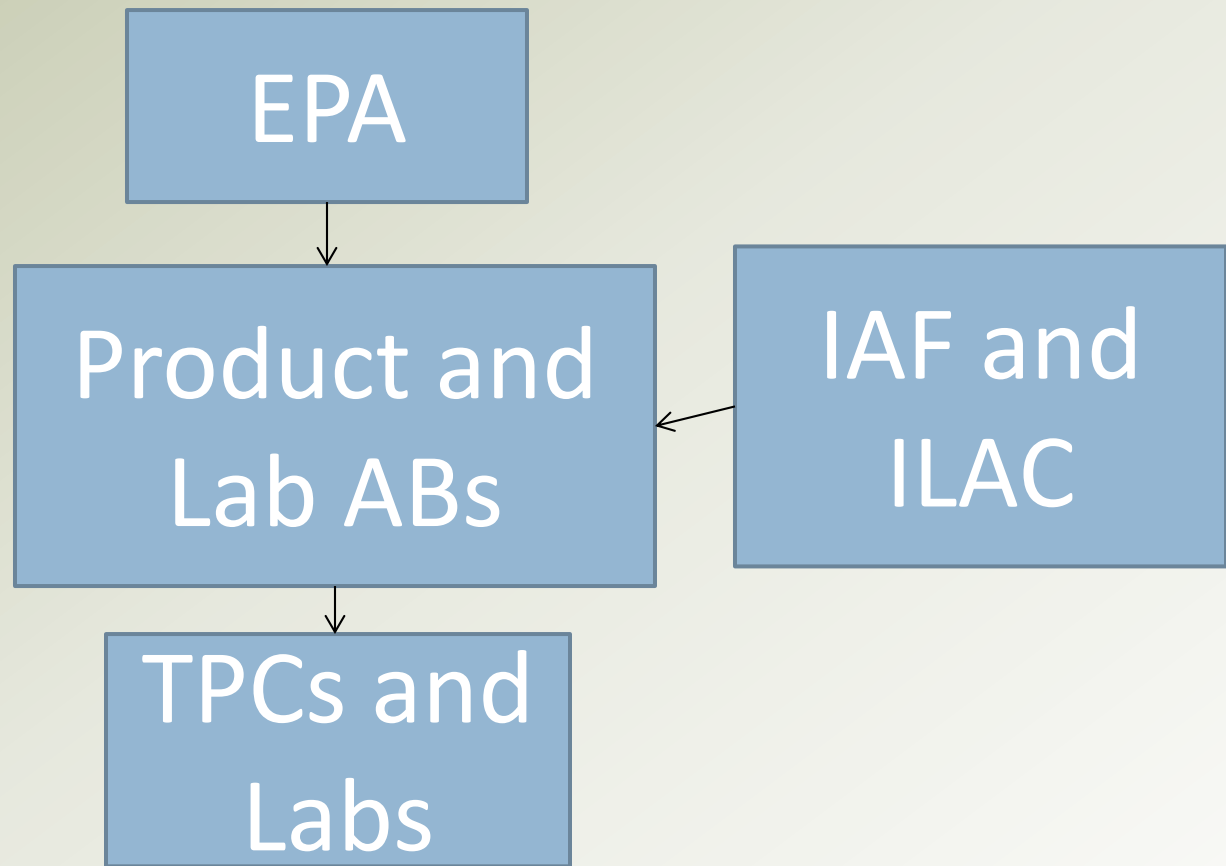 EPA
Product and
Lab ABs
IAF and
ILAC
TPCs and
Labs